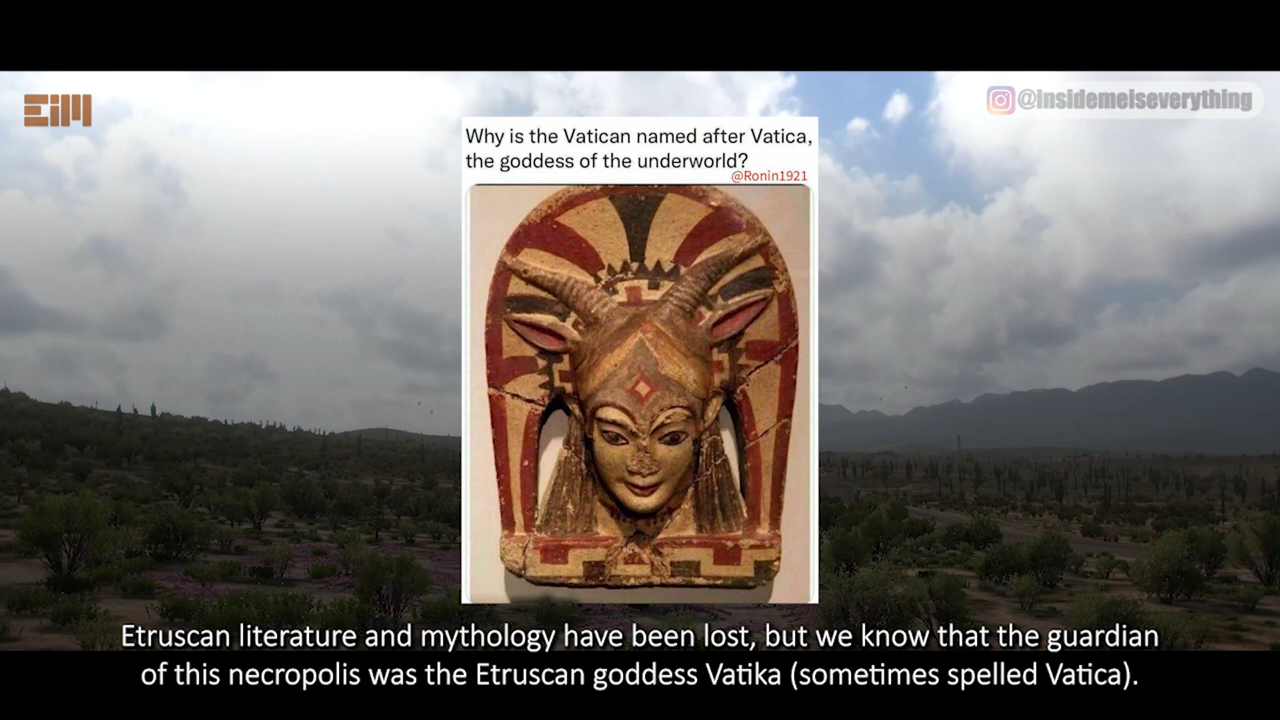 EiM
@insidemeiseverything
Why is the Vatican named after Vatica,
the goddess of the underworld?
@Ronin1921
Etruscan literature and mythology have been lost, but we know that the guardian
of this necropolis was the Etruscan goddess Vatika (sometimes spelled Vatica).